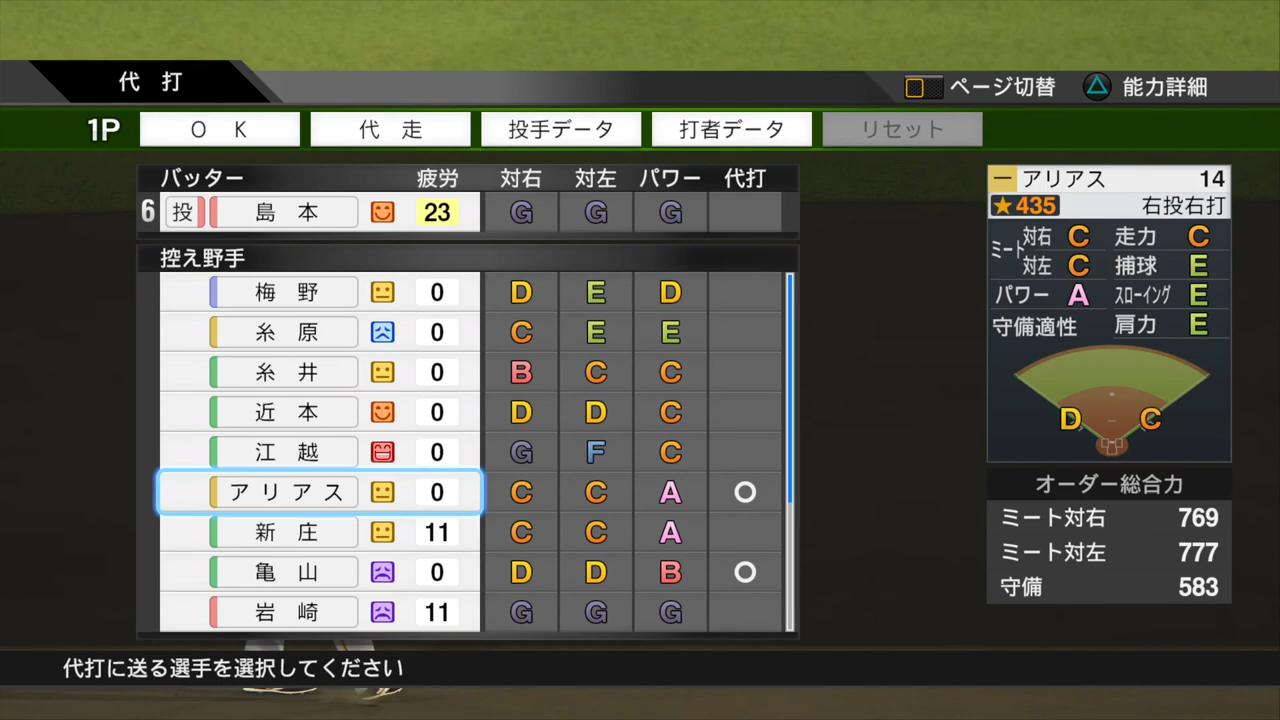 代 打
ページ切替 能力詳細
1P O K 代 走 投手データ 打者データ リセット
バッター 疲労 対右 対左 パワー 代打
6 投 島 本 23 G G G
控え野手
梅 野 0 D E D
糸 原 0 C E E
糸 井 0 B C C
近 本 0 D D C
江 越 0 G F C
アリアス 0 C C A ○
新 庄 11 C C A
亀 山 0 D D B ○
岩 崎 11 G G G
一 アリアス 14
★435 右投右打
ミート 対右 C 走力 C
対左 C 捕球 E
パワー A スローイング E
守備適性 肩力 E
D C
オーダー総合力
ミート対右 769
ミート対左 777
守備 583
代打に送る選手を選択してください